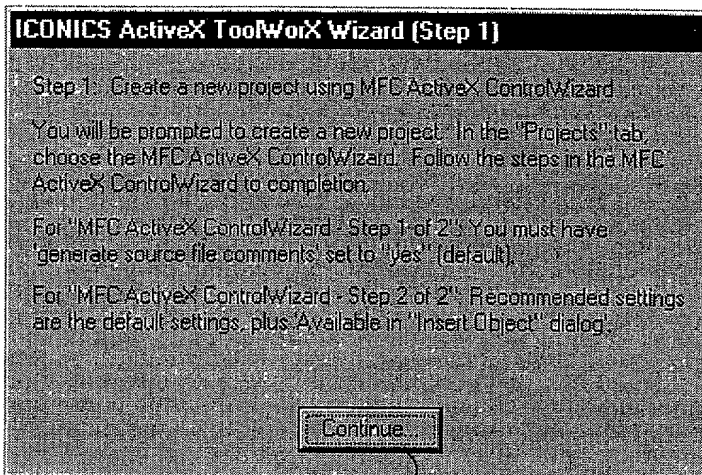 ICONICS ActiveX ToolWorX Wizard (Step 1)
Step 1: Create a new project using MFC ActiveX ControlWizard
You will be prompted to create a new project. In the "Projects" tab,
choose the MFC ActiveX ControlWizard. Follow the steps in the MFC
ActiveX ControlWizard to completion.
For "MFC ActiveX ControlWizard - Step 1 of 2": You must have
'generate source file comments' set to "yes" (default).
For "MFC ActiveX ControlWizard - Step 2 of 2": Recommended settings
are the default settings, plus 'Available in "Insert Object" dialog'.
Continue...